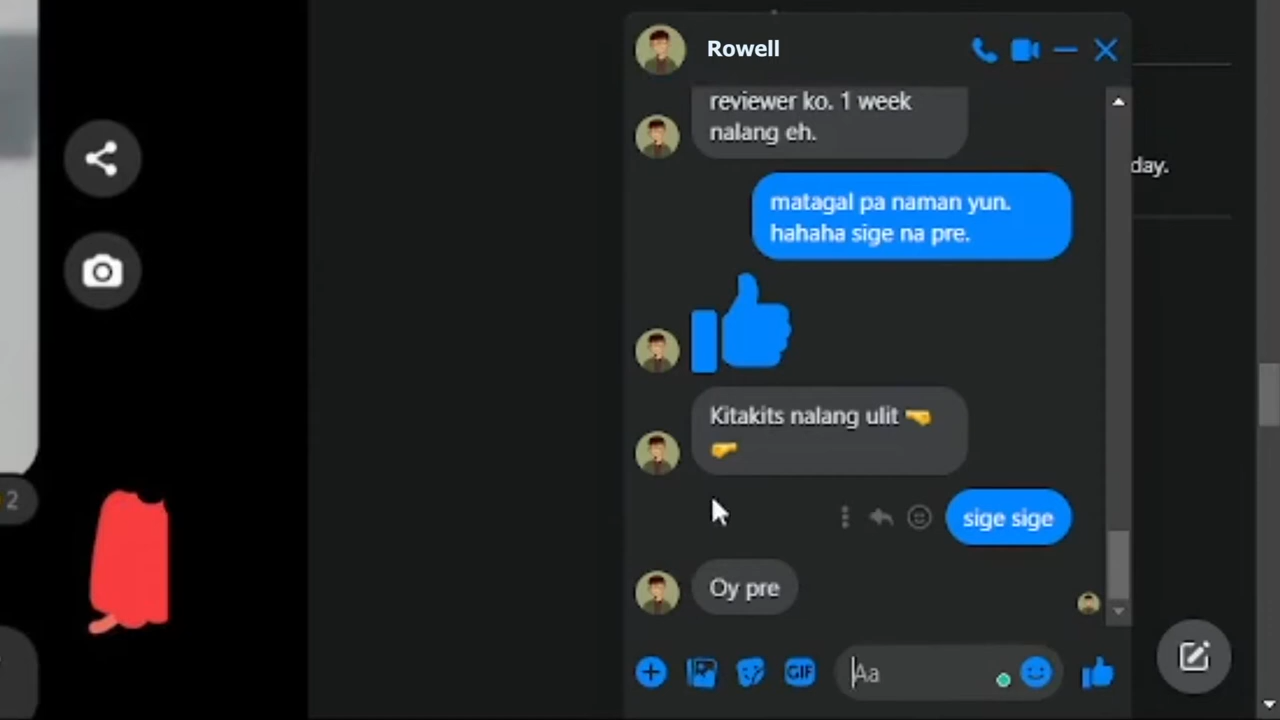 Rowell
reviewer ko. 1 week
nalang eh.
day.
matagal pa naman yun.
hahaha sige na pre.
Kitakits nalang ulit 🤜
🤛
2
sige sige
Oy pre
GIF
Aa